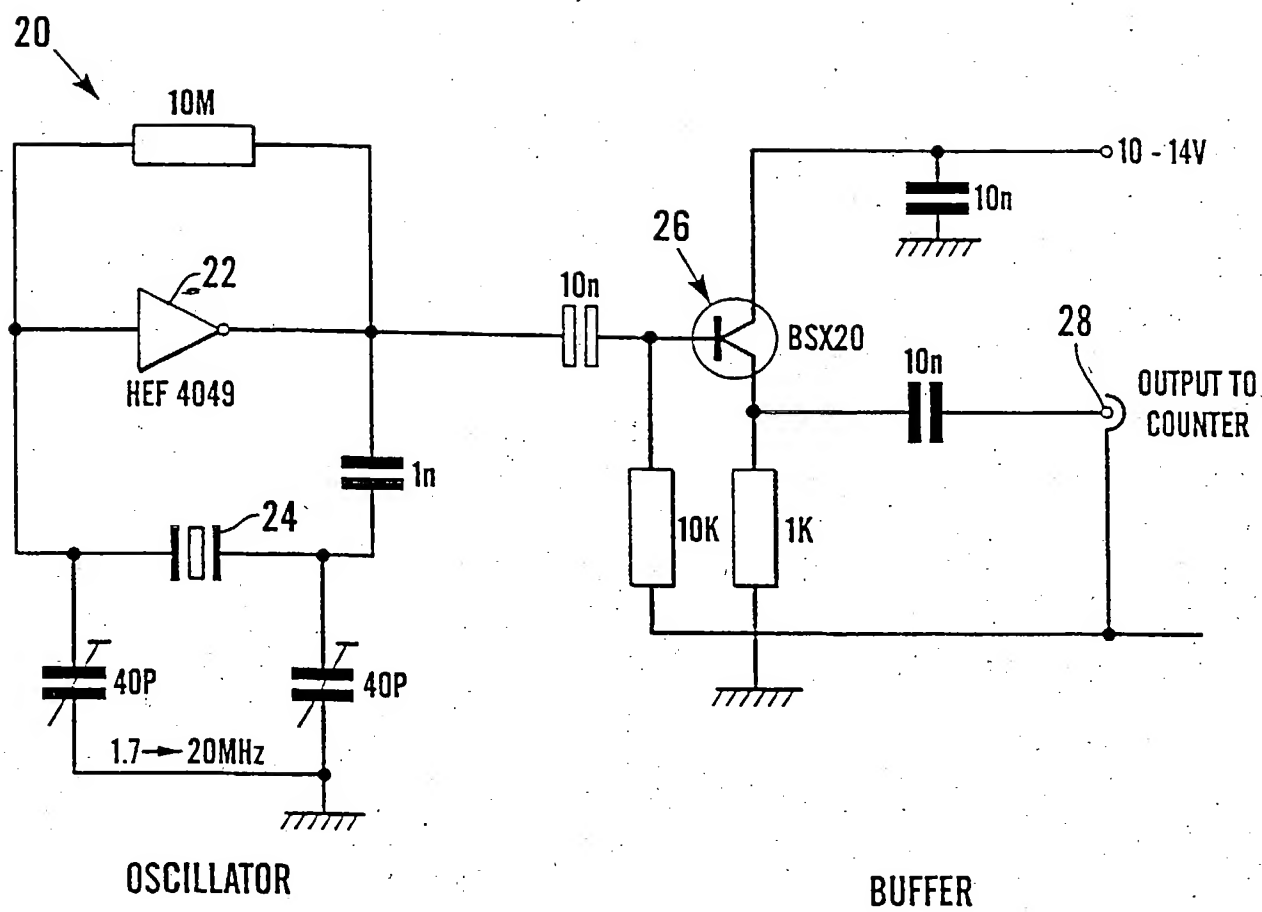 20
10M
10 - 14V
10n
26
22
10n
BSX20
28
HEF 4049
10n
OUTPUT TO
COUNTER
1n
24
10K
1K
40P
40P
1.7→20MHz
OSCILLATOR
BUFFER